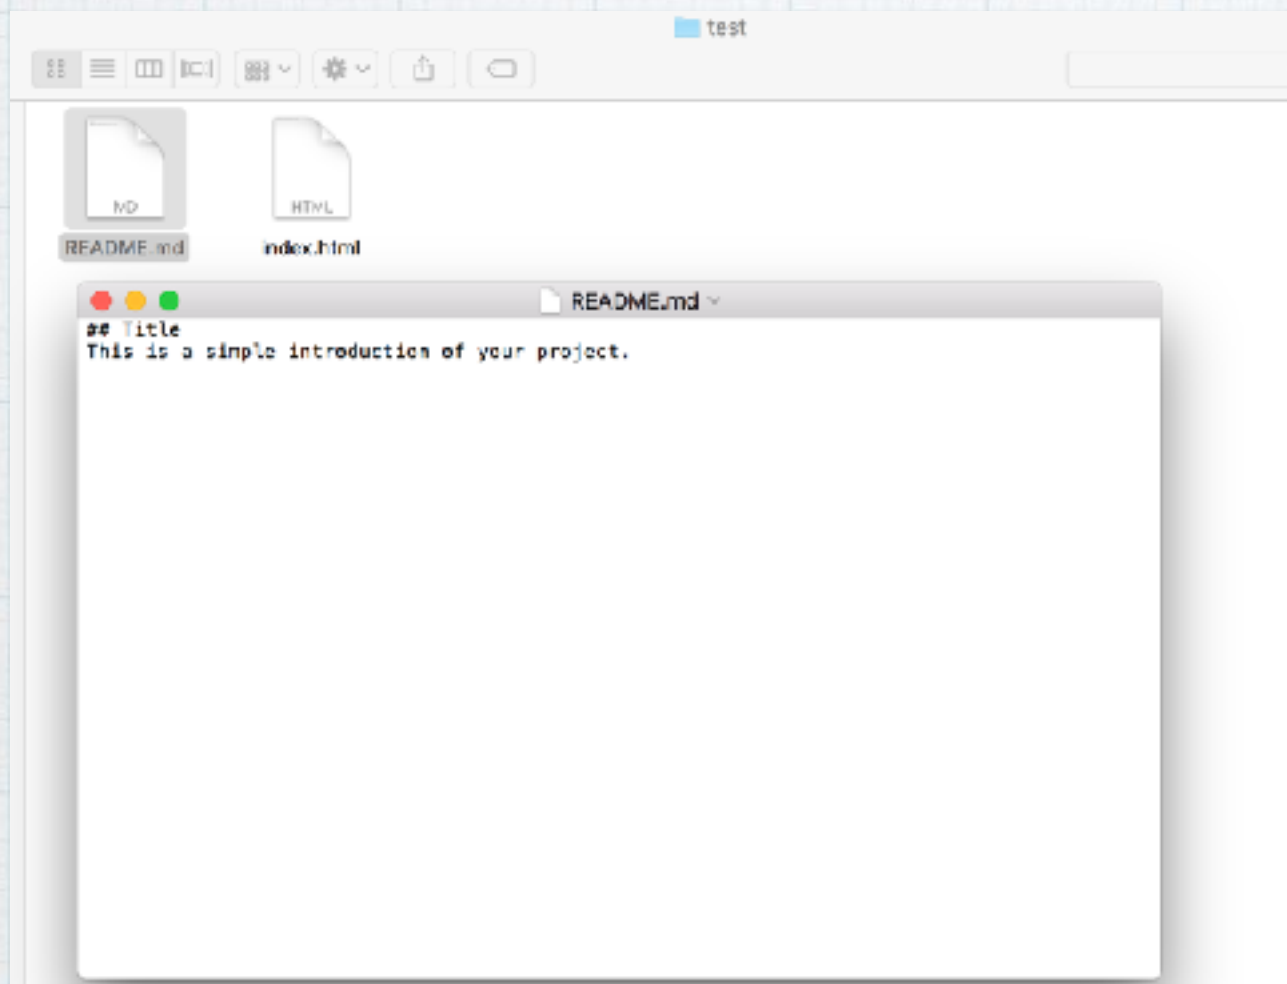 test
MD
HTML
README.md
index.html
README.md
## Title
This is a simple introduction of your project.